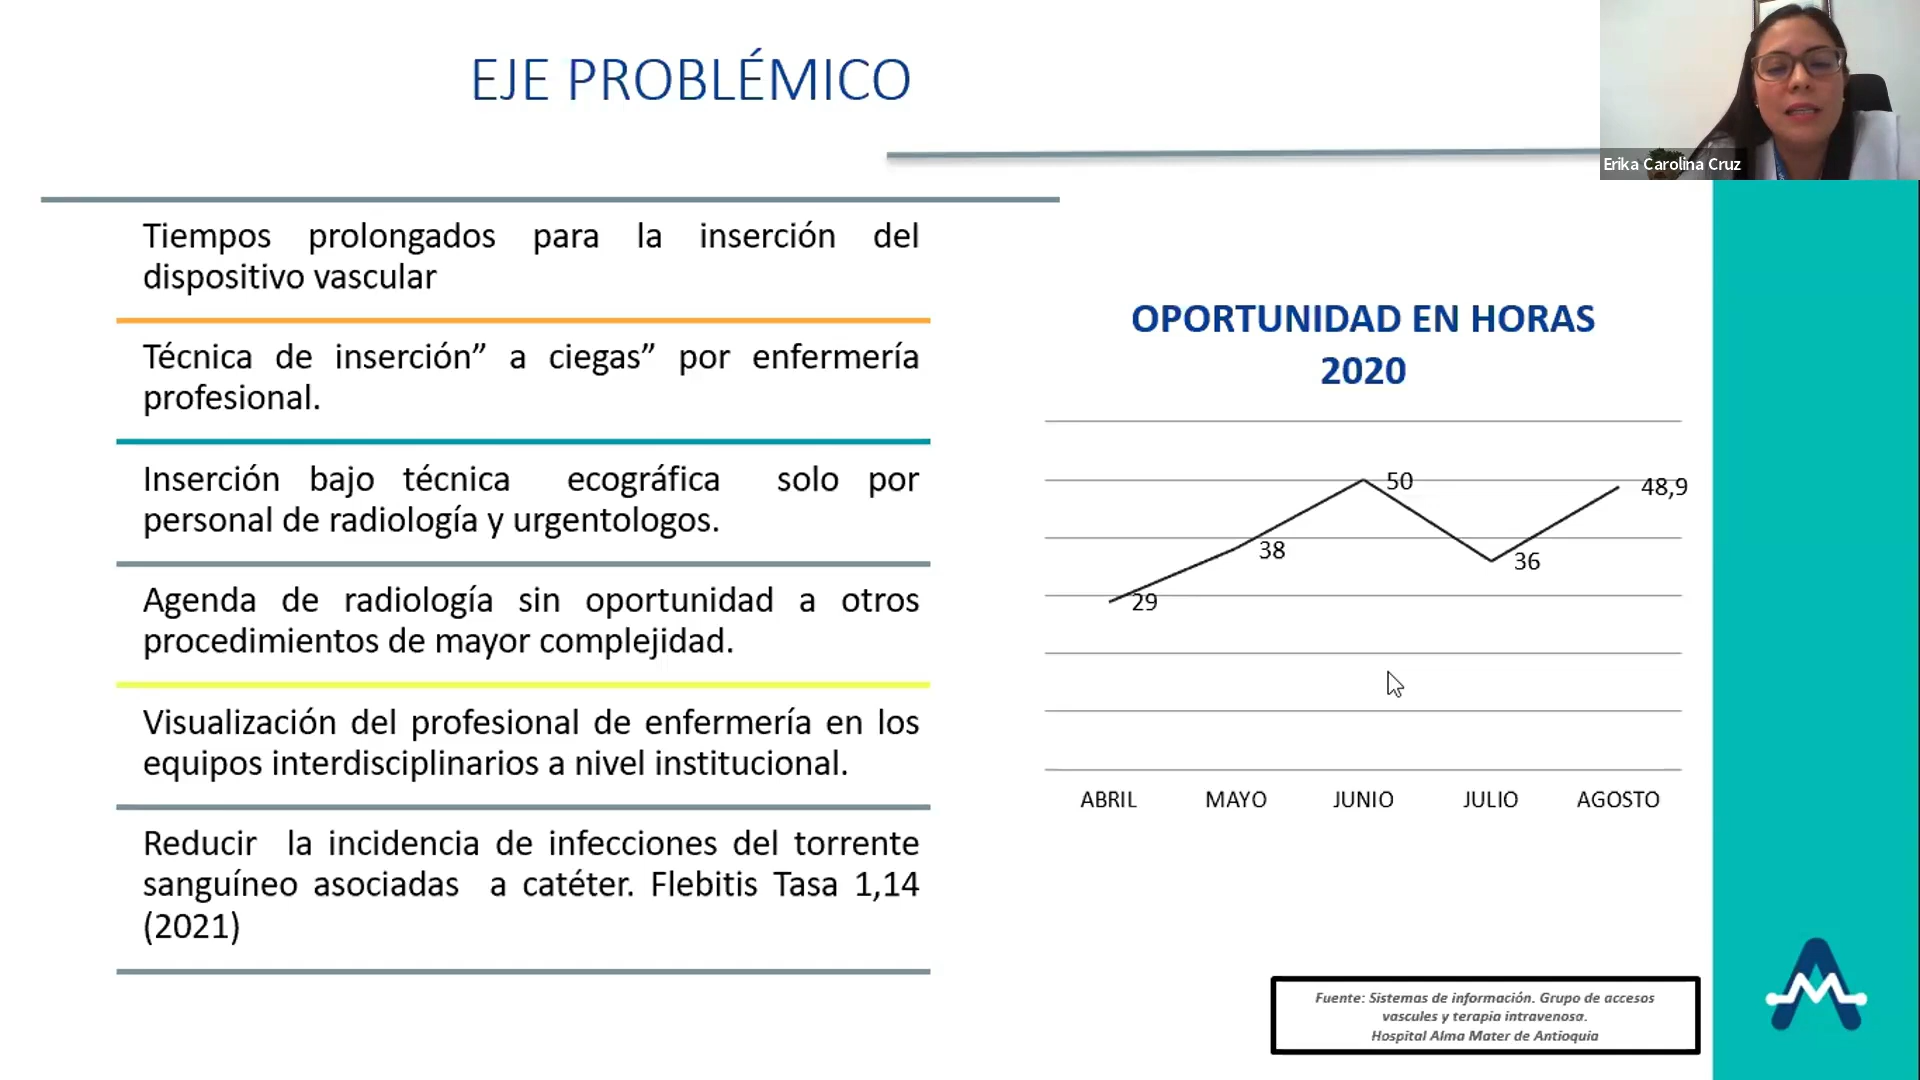 EJE PROBLÉMICO
Erika Carolina Cruz
Tiempos prolongados para la inserción del
dispositivo vascular
Técnica de inserción” a ciegas” por enfermería
profesional.
Inserción bajo técnica ecográfica solo por
personal de radiología y urgentologos.
Agenda de radiología sin oportunidad a otros
procedimientos de mayor complejidad.
Visualización del profesional de enfermería en los
equipos interdisciplinarios a nivel institucional.
Reducir la incidencia de infecciones del torrente
sanguíneo asociadas a catéter. Flebitis Tasa 1,14
(2021)
OPORTUNIDAD EN HORAS
2020
50
48,9
38
36
29
ABRIL MAYO JUNIO JULIO AGOSTO
Fuente: Sistemas de información. Grupo de accesos
vascules y terapia intravenosa.
Hospital Alma Mater de Antioquia